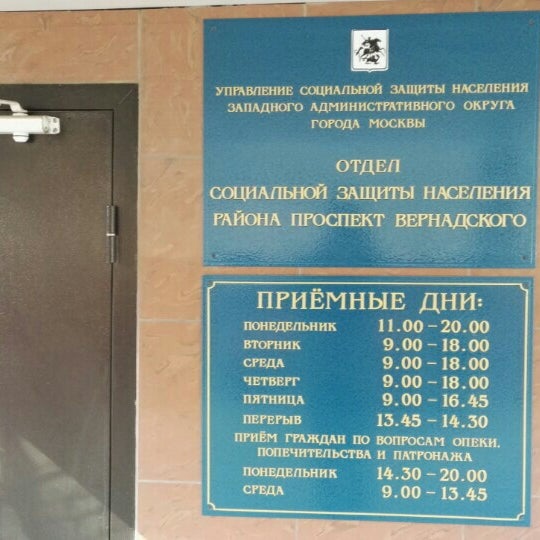 УПРАВЛЕНИЕ СОЦИАЛЬНОЙ ЗАЩИТЫ НАСЕЛЕНИЯ
ЗАПАДНОГО АДМИНИСТРАТИВНОГО ОКРУГА
ГОРОДА МОСКВЫ
ОТДЕЛ
СОЦИАЛЬНОЙ ЗАЩИТЫ НАСЕЛЕНИЯ
РАЙОНА ПРОСПЕКТ ВЕРНАДСКОГО
ПРИЁМНЫЕ ДНИ:
ПОНЕДЕЛЬНИК 11.00 – 20.00
ВТОРНИК 9.00 – 18.00
СРЕДА 9.00 – 18.00
ЧЕТВЕРГ 9.00 – 18.00
ПЯТНИЦА 9.00 – 16.45
ПЕРЕРЫВ 13.45 – 14.30
ПРИЁМ ГРАЖДАН ПО ВОПРОСАМ ОПЕКИ,
ПОПЕЧИТЕЛЬСТВА И ПАТРОНАЖА
ПОНЕДЕЛЬНИК 14.30 – 20.00
СРЕДА 9.00 – 13.45